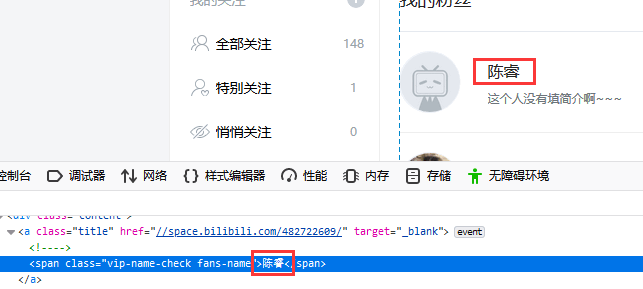 我的关注
我的粉丝
全部关注 148
陈睿
特别关注 1
这个人没有填简介啊~~~
悄悄关注 0
控制台 调试器 网络 样式编辑器 性能 内存 存储 无障碍环境
<div class="content">
<a class="title" href="//space.bilibili.com/482722609/" target="_blank"> event
<!---->
<span class="vip-name-check fans-name">陈睿</span>
</a>